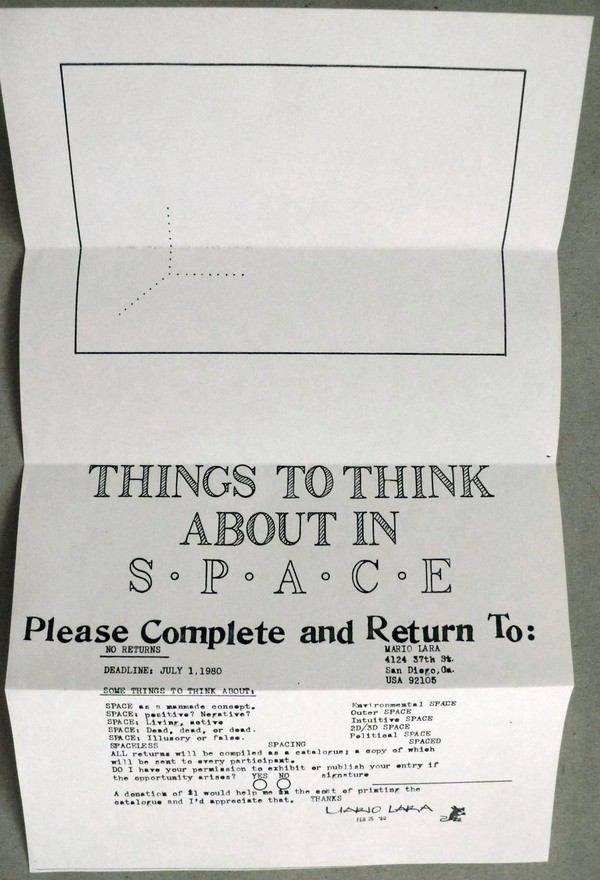 THINGS TO THINK
ABOUT IN
S·P·A·C·E
Please Complete and Return To:
NO RETURNS
MARIO LARA
4124 37th St.
San Diego,Ca.
USA 92105
DEADLINE: JULY 1,1980
SOME THINGS TO THINK ABOUT:
SPACE as a manmade concept.
SPACE: positive? Negative?
SPACE: Living, active
SPACE: Dead, dead, or dead.
SPACE: Illusory or false.
Environmental SPACE
Outer SPACE
Intuitive SPACE
2D/3D SPACE
Political SPACE
SPACELESS SPACING SPACED
ALL returns will be compiled as a catalogue; a copy of which
will be sent to every participant.
DO I have your permission to exhibit or publish your entry if
the opportunity arises? YES NO signature
A donation of $1 would help me in the cost of printing the
catalogue and I'd appreciate that. THANKS
MARIO LARA
FEB 25 '80